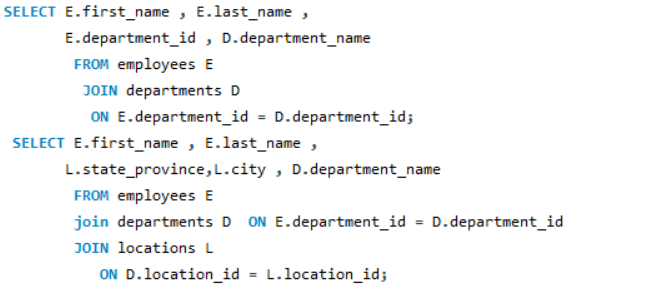 SELECT E.first_name , E.last_name ,
E.department_id , D.department_name
FROM employees E
JOIN departments D
ON E.department_id = D.department_id;
SELECT E.first_name , E.last_name ,
L.state_province,L.city , D.department_name
FROM employees E
join departments D  ON E.department_id = D.department_id
JOIN locations L
ON D.location_id = L.location_id;